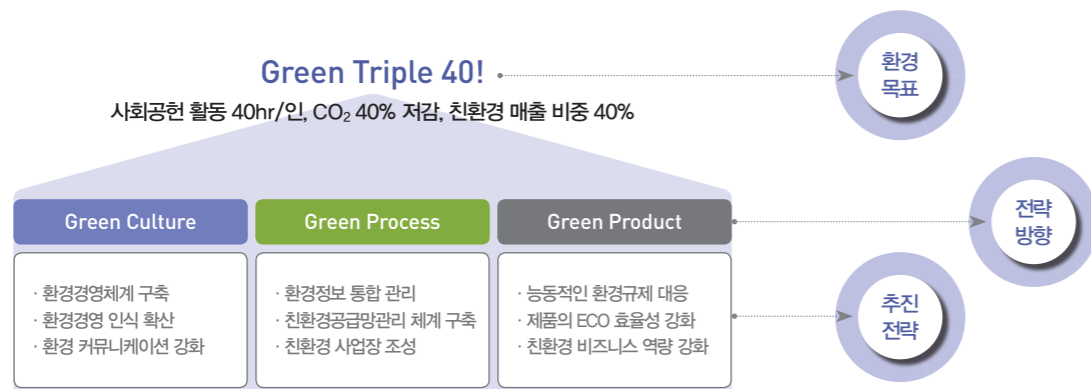 Green Triple 40!
사회공헌 활동 40hr/인, CO₂ 40% 저감, 친환경 매출 비중 40%
환경
목표
Green Culture
Green Process
Green Product
전략
방향
· 환경경영체계 구축
· 환경경영 인식 확산
· 환경 커뮤니케이션 강화
· 환경정보 통합 관리
· 친환경공급망관리 체계 구축
· 친환경 사업장 조성
· 능동적인 환경규제 대응
· 제품의 ECO 효율성 강화
· 친환경 비즈니스 역량 강화
추진
전략